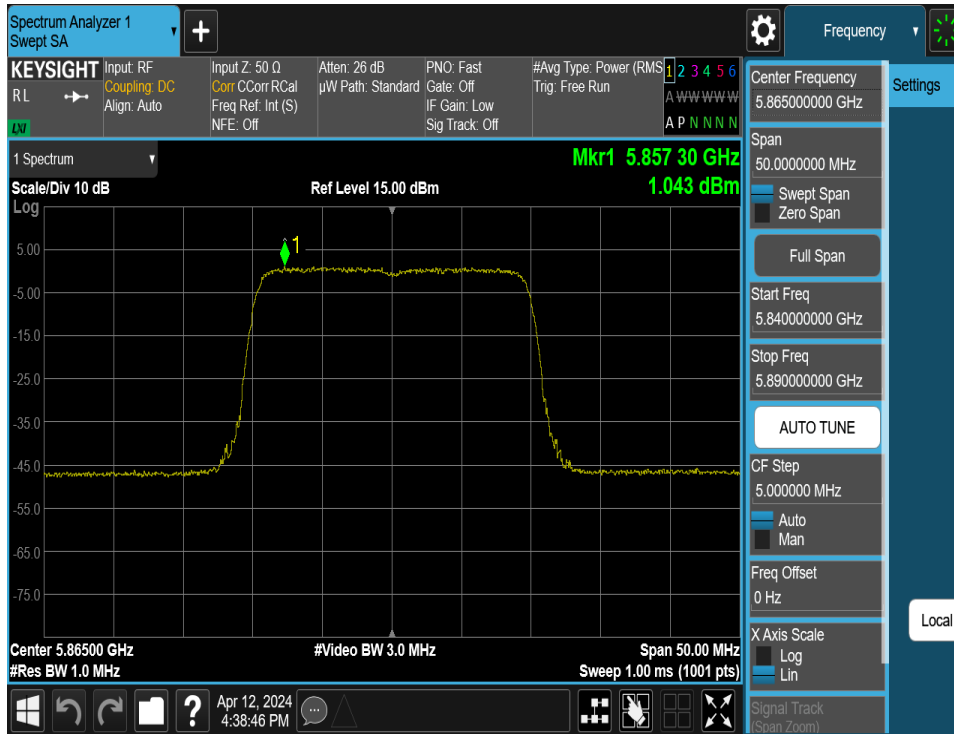 Spectrum Analyzer 1
Swept SA
+
Frequency
KEYSIGHT
RL
LXI
Input: RF
Coupling: DC
Align: Auto
Input Z: 50 Ω
Corr CCorr RCal
Freq Ref: Int (S)
NFE: Off
Atten: 26 dB
µW Path: Standard
PNO: Fast
Gate: Off
IF Gain: Low
Sig Track: Off
#Avg Type: Power (RMS
Trig: Free Run
1 2 3 4 5 6
A W W W W W
A P N N N N
1 Spectrum
Mkr1 5.857 30 GHz
1.043 dBm
Scale/Div 10 dB
Ref Level 15.00 dBm
Log
1
5.00
-5.00
-15.0
-25.0
-35.0
-45.0
-55.0
-65.0
-75.0
Center 5.86500 GHz
#Video BW 3.0 MHz
Span 50.00 MHz
#Res BW 1.0 MHz
Sweep 1.00 ms (1001 pts)
Center Frequency
5.865000000 GHz
Settings
Span
50.0000000 MHz
Swept Span
Zero Span
Full Span
Start Freq
5.840000000 GHz
Stop Freq
5.890000000 GHz
AUTO TUNE
CF Step
5.000000 MHz
Auto
Man
Freq Offset
0 Hz
Local
X Axis Scale
Log
Lin
Signal Track
(Span Zoom)
?
Apr 12, 2024
4:38:46 PM